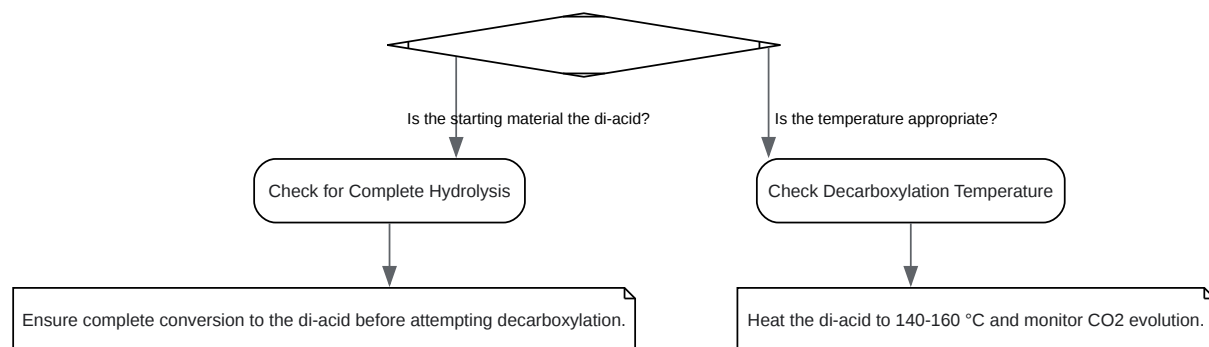 Is the starting material the di-acid?
Is the temperature appropriate?
Check for Complete Hydrolysis
Check Decarboxylation Temperature
Ensure complete conversion to the di-acid before attempting decarboxylation.
Heat the di-acid to 140-160 °C and monitor CO2 evolution.